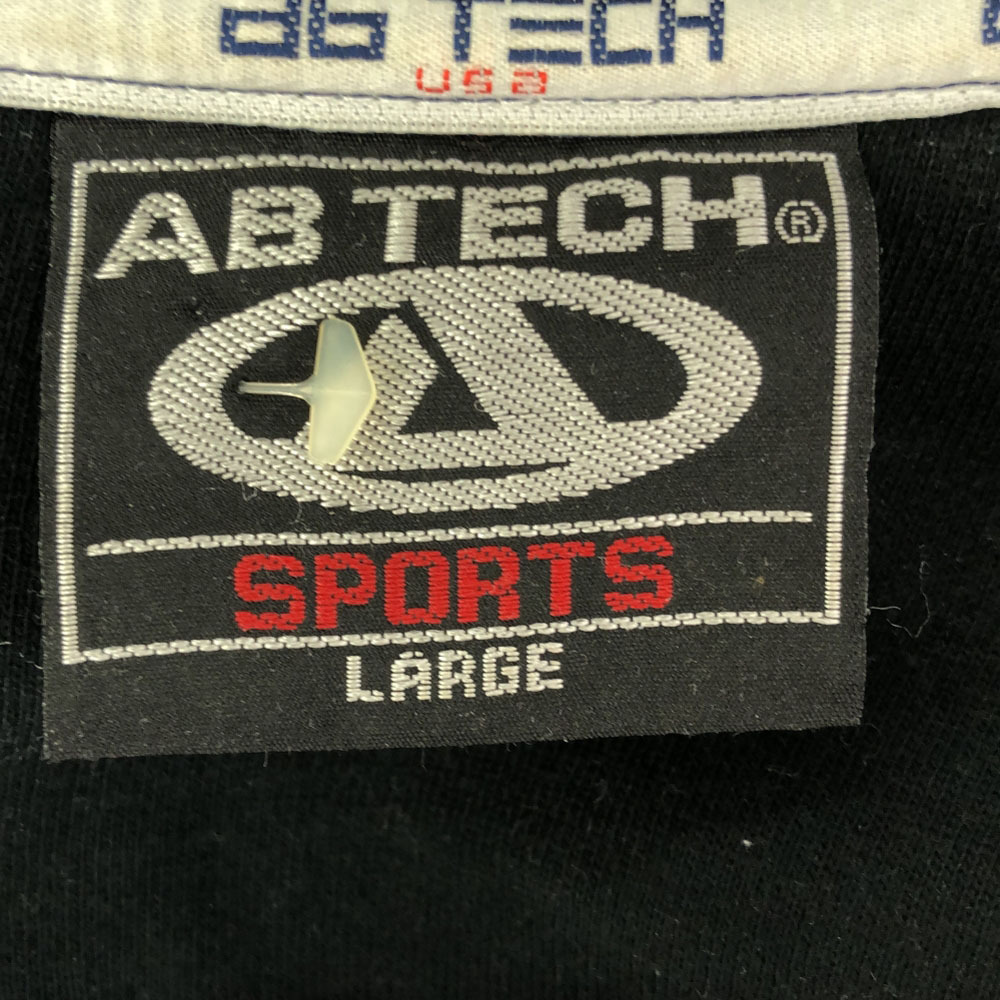 aB TECH
USa
AB TECH®
SPORTS
LARGE